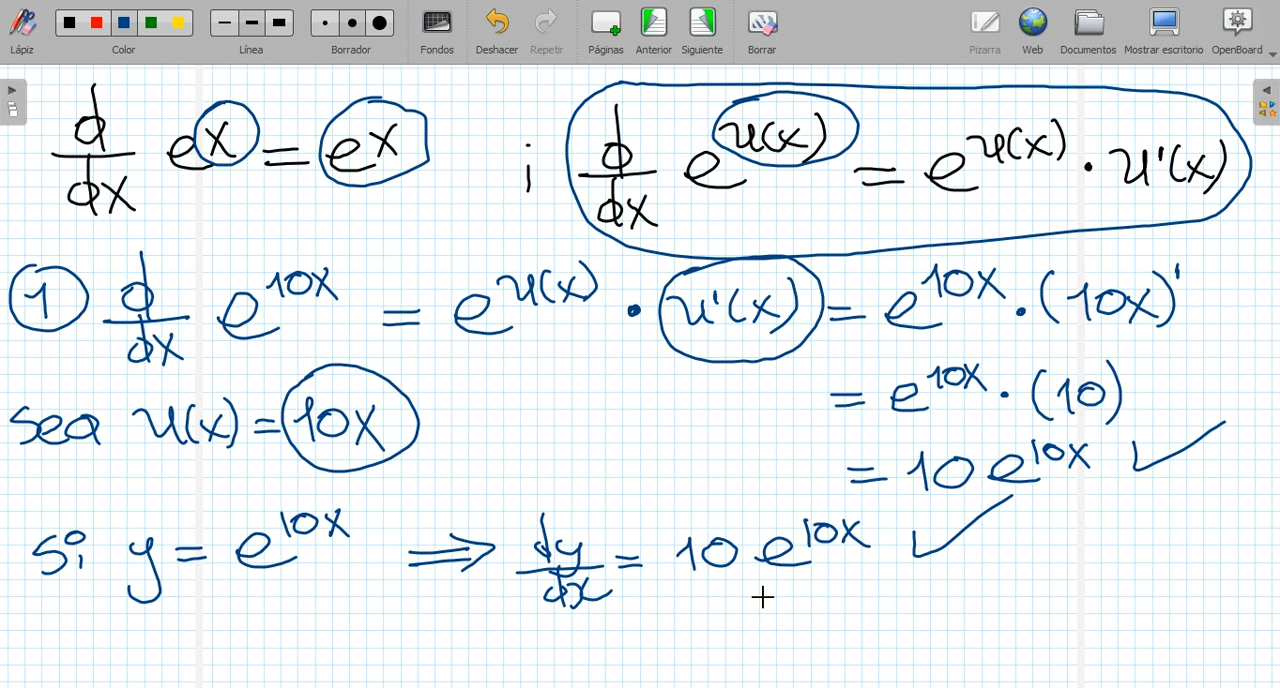 Lápiz Color Línea Borrador Fondos Deshacer Repetir Páginas Anterior Siguiente Borrar Pizarra Web Documentos Mostrar escritorio OpenBoard
d/dx e^x = e^x ; d/dx e^u(x) = e^u(x) · u'(x)
1 d/dx e^10x = e^u(x) · u'(x) = e^10x · (10x)'
= e^10x · (10)
sea u(x) = 10x
= 10 e^10x ✓
si y = e^10x ⟹ dy/dx = 10 e^10x ✓